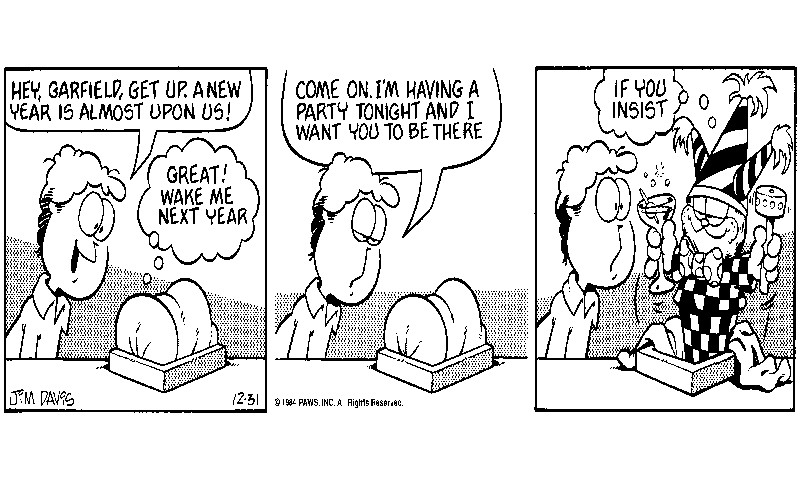 HEY, GARFIELD, GET UP. A NEW
YEAR IS ALMOST UPON US!
GREAT!
WAKE ME
NEXT YEAR
JIM DAVIS
12-31
COME ON. I'M HAVING A
PARTY TONIGHT AND I
WANT YOU TO BE THERE
© 1984 PAWS, INC. A Rights Reserved.
IF YOU
INSIST